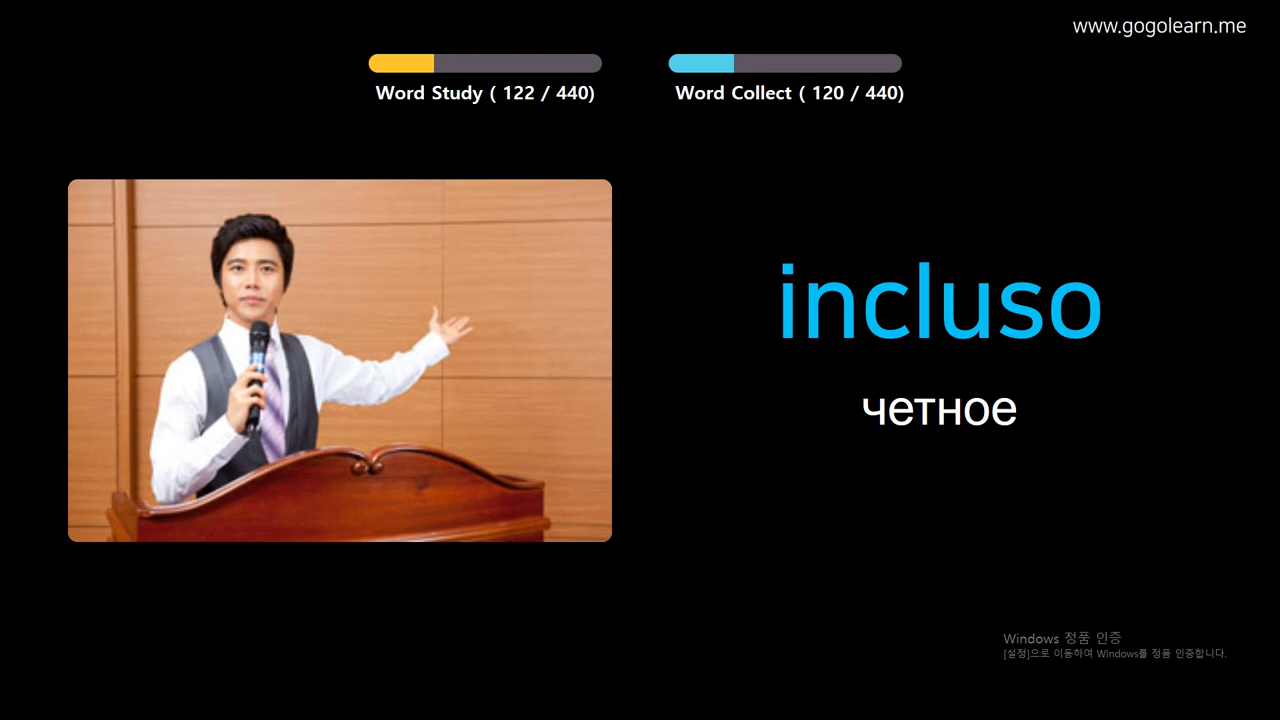 www.gogolearn.me
Word Study ( 122 / 440)
Word Collect ( 120 / 440)
incluso
четное
Windows 정품 인증
[설정]으로 이동하여 Windows를 정품 인증합니다.